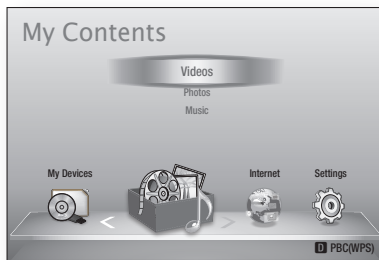 My Contents
Videos
Photos
Music
My Devices
Internet
Settings
D PBC(WPS)